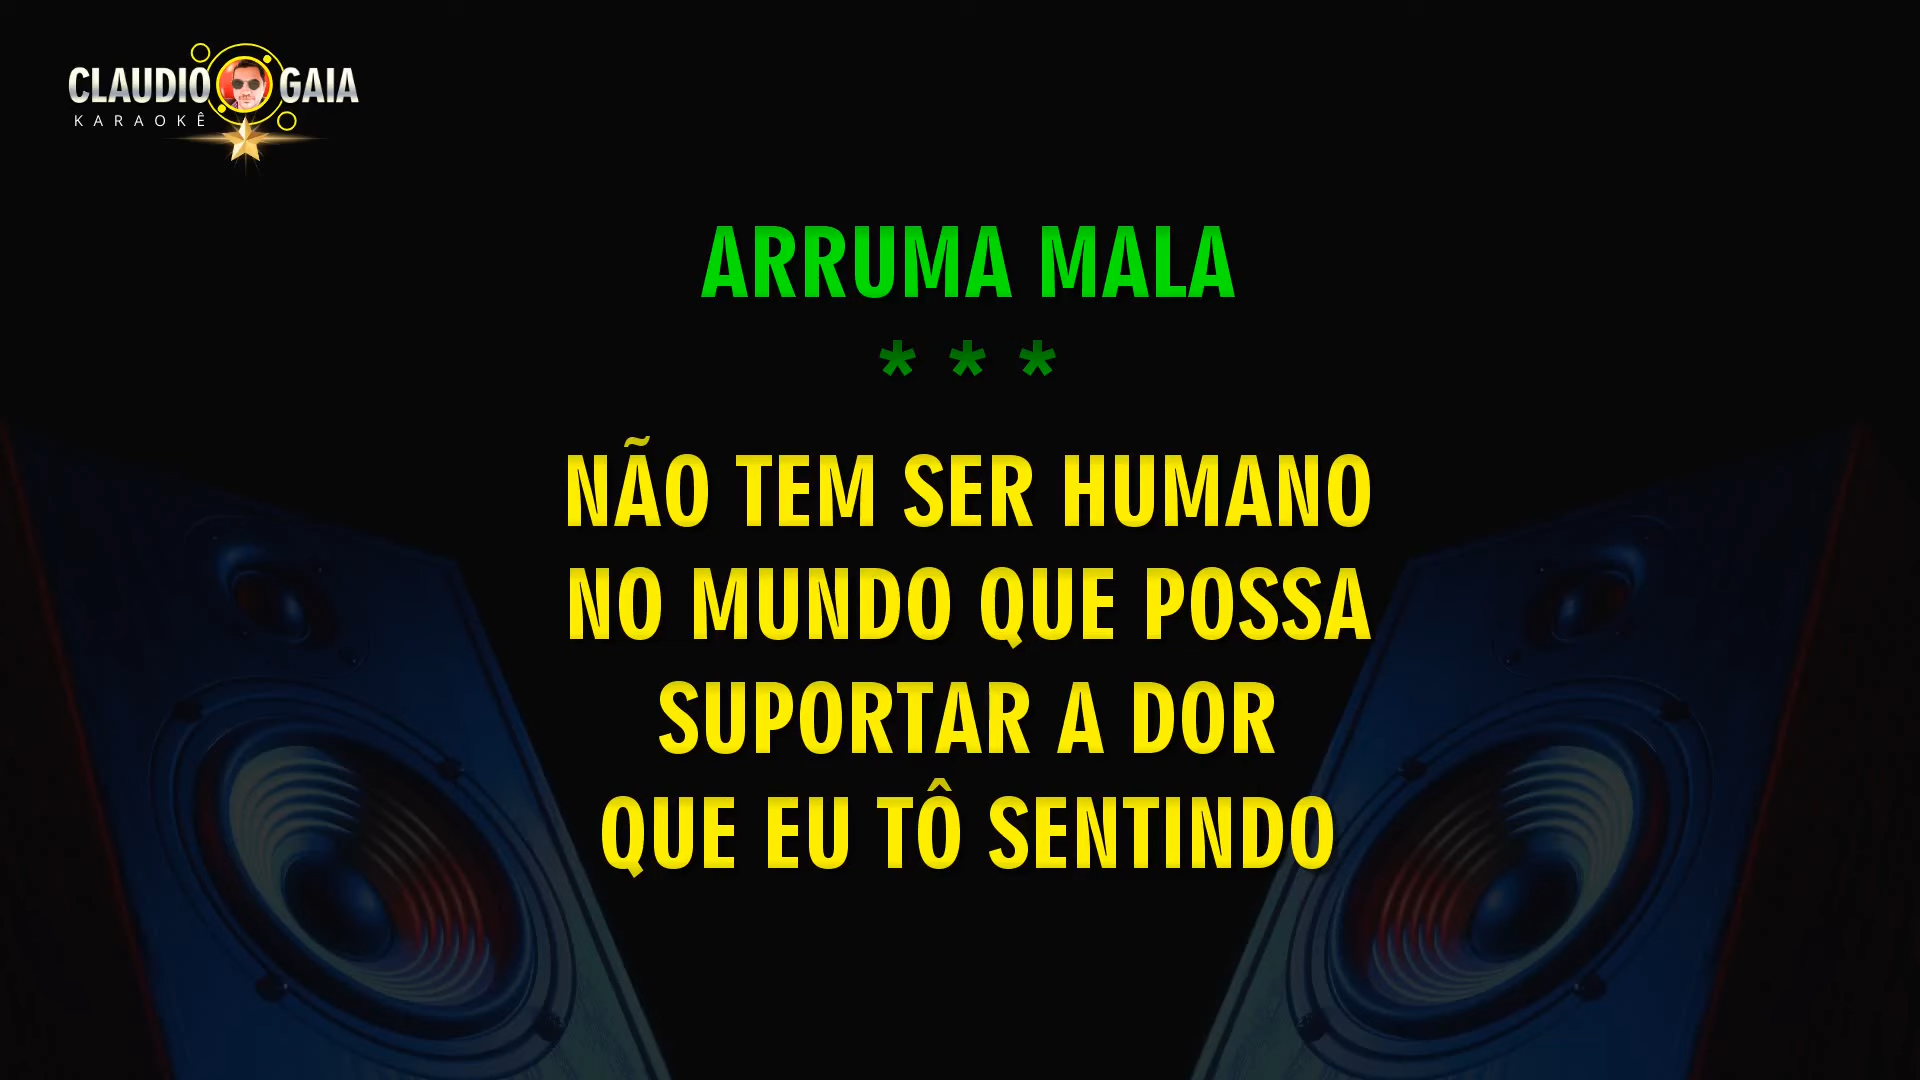 CLAUDIO GAIA
KARAOKÊ
ARRUMA MALA
* * *
NÃO TEM SER HUMANO
NO MUNDO QUE POSSA
SUPORTAR A DOR
QUE EU TÔ SENTINDO